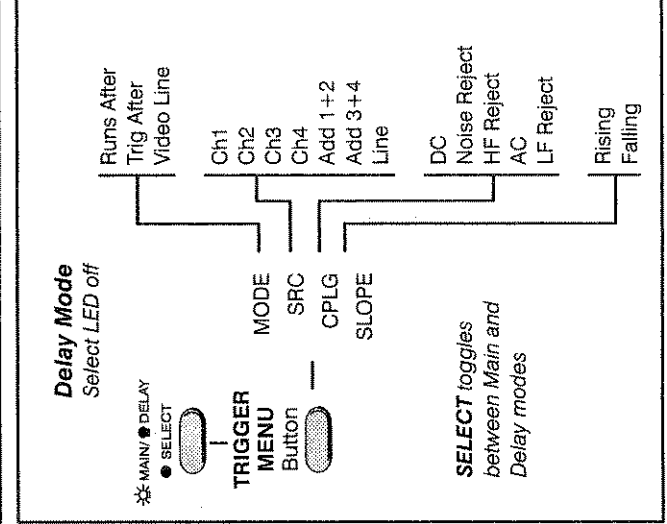 Delay Mode
Select LED off
MAIN/ DELAY
SELECT
TRIGGER
MENU
Button
MODE
SRC
CPLG
SLOPE
Runs After
Trig After
Video Line
Ch1
Ch2
Ch3
Ch4
Add 1+2
Add 3+4
Line
DC
Noise Reject
HF Reject
AC
LF Reject
Rising
Falling
SELECT toggles
between Main and
Delay modes